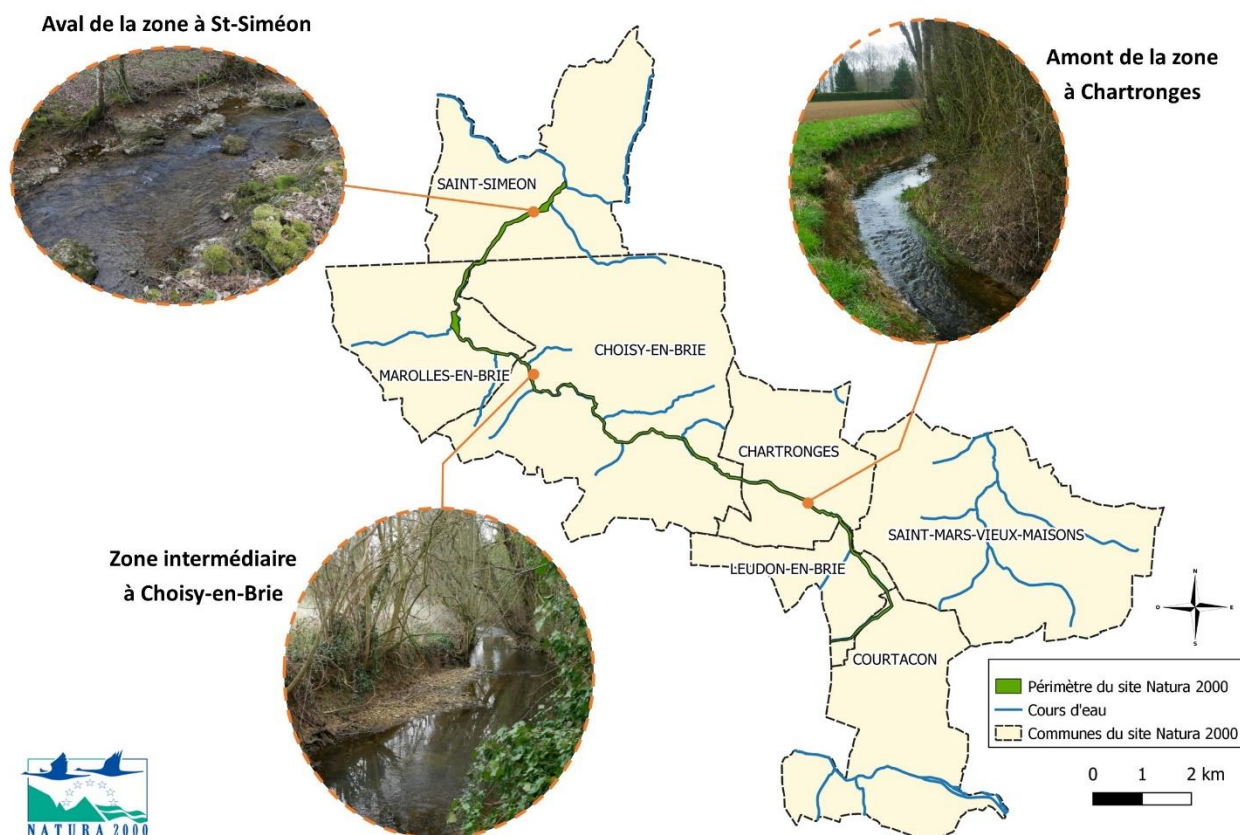 Aval de la zone à St-Siméon
Amont de la zone
à Chartronges
SAINT-SIMEON
CHOISY-EN-BRIE
MAROLLES-EN-BRIE
CHARTRONGES
SAINT-MARS-VIEUX-MAISONS
LEUDON-EN-BRIE
COURTACON
Zone intermédiaire
à Choisy-en-Brie
N
O
E
S
Périmètre du site Natura 2000
Cours d'eau
Communes du site Natura 2000
0 1 2 km
NATURA 2000